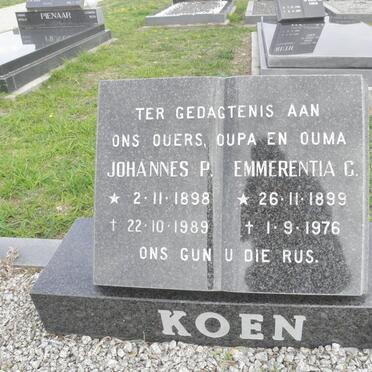 PIENAAR
TER GEDAGTENIS AAN
ONS OUERS, OUPA EN OUMA
JOHANNES P. EMMERENTIA C.
★ 2·11·1898 ★ 26·11·1899
† 22·10·1989 † 1·9·1976
ONS GUN U DIE RUS.
KOEN